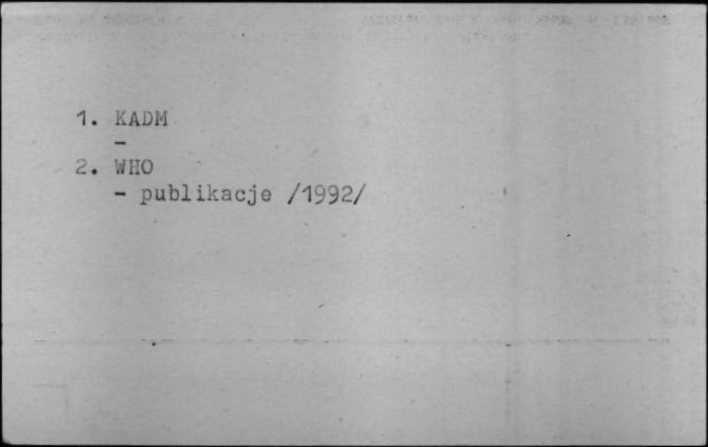 1. KADM
-
2. WHO
- publikacje /1992/